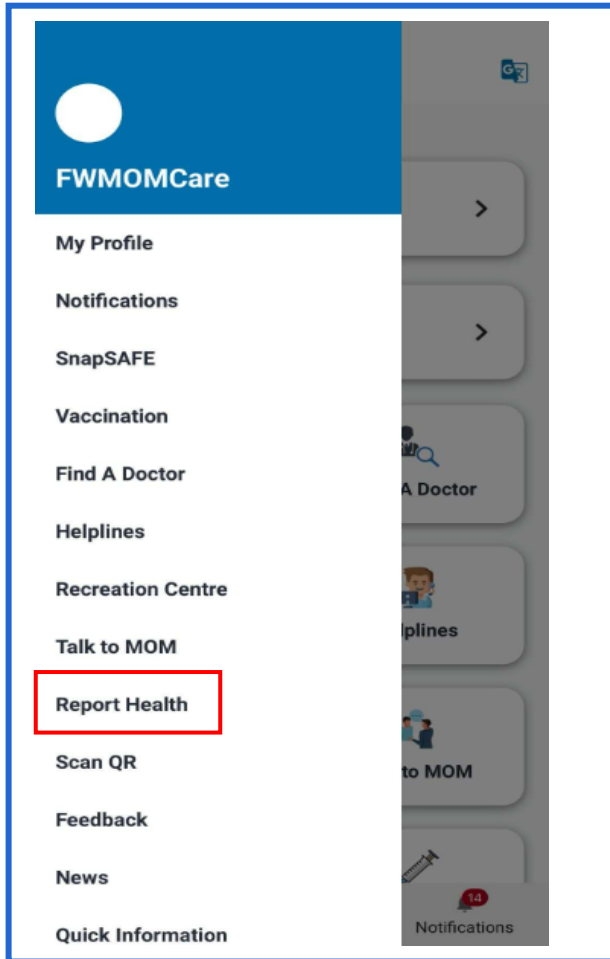 FWMOMCare
My Profile
Notifications
SnapSAFE
Vaccination
Find A Doctor
Helplines
Recreation Centre
Talk to MOM
Report Health
Scan QR
Feedback
News
Quick Information
A Doctor
lplines
to MOM
14
Notifications